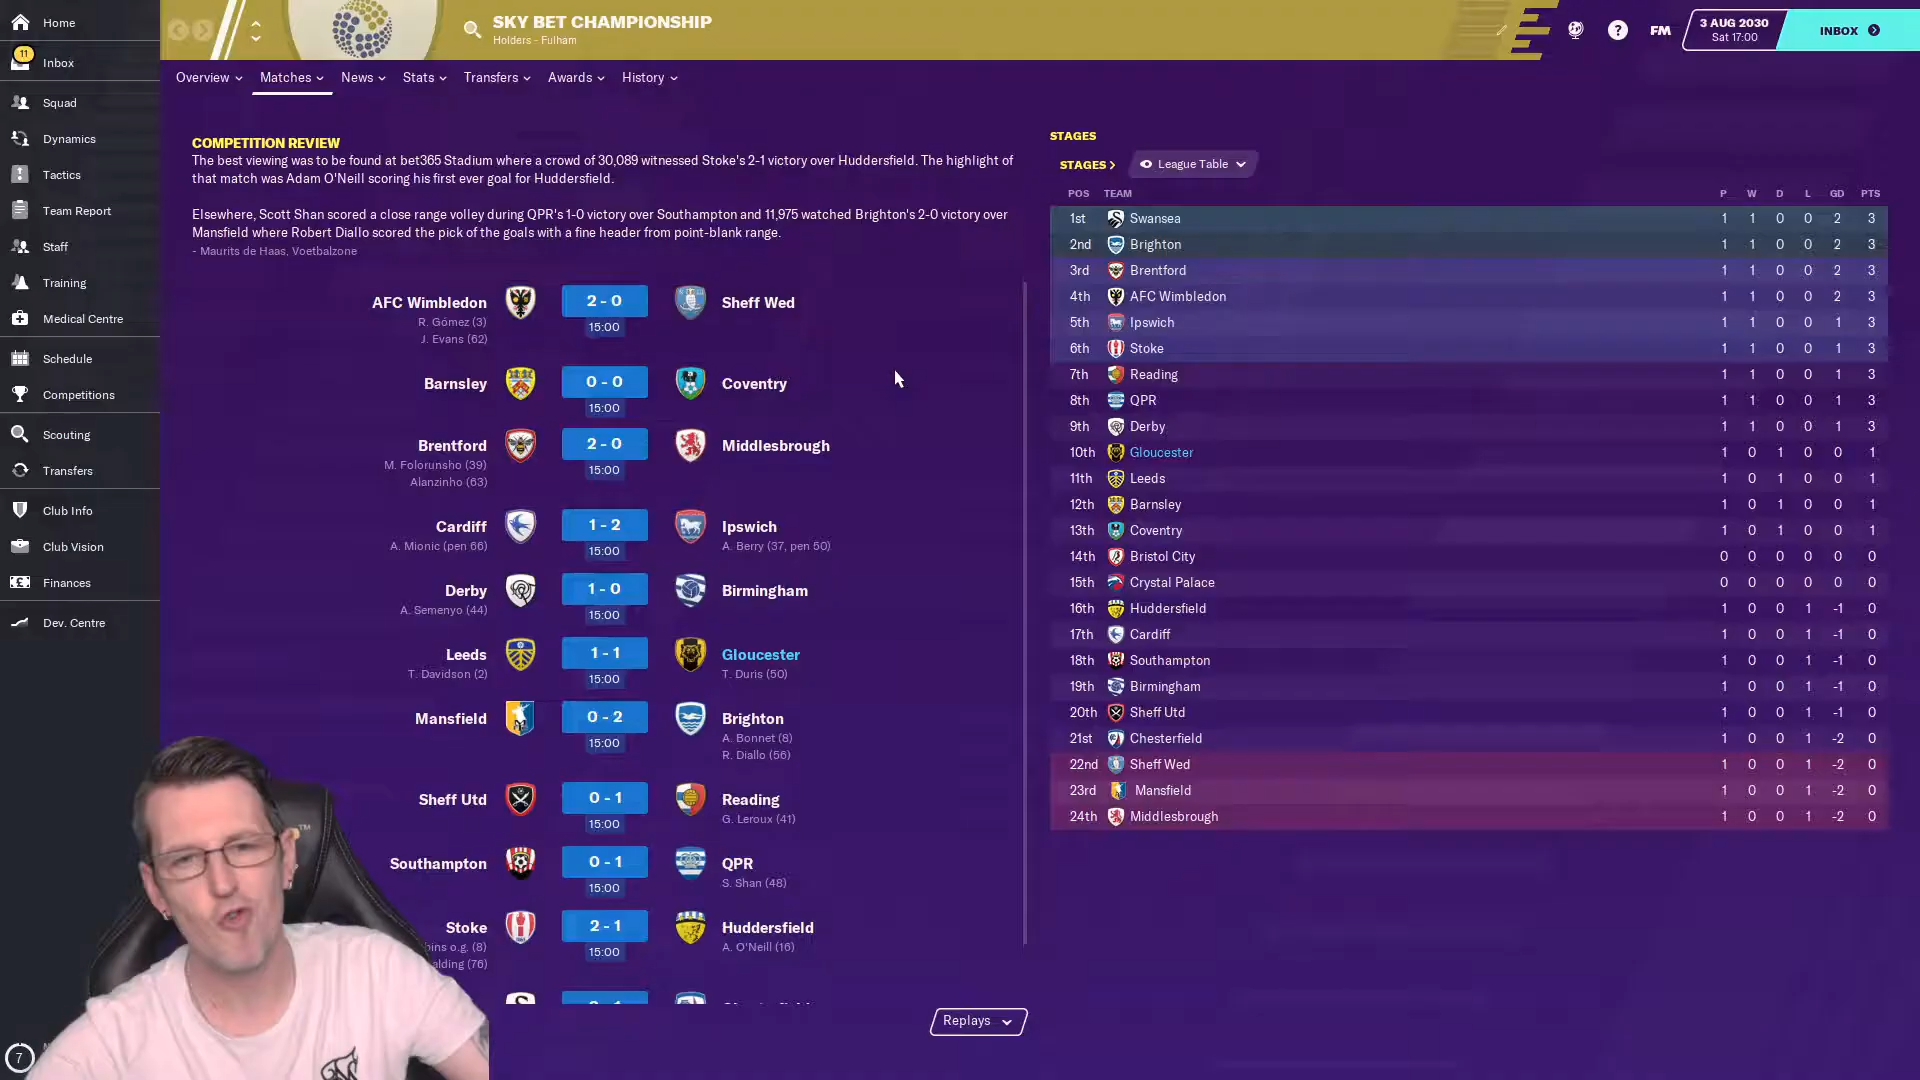 Home
11
Inbox
Squad
Dynamics
Tactics
Team Report
Staff
Training
Medical Centre
Schedule
Competitions
Scouting
Transfers
Club Info
Club Vision
Finances
Dev. Centre
7
SKY BET CHAMPIONSHIP
Holders - Fulham
FM
3 AUG 2030
Sat 17:00
INBOX
Overview Matches News Stats Transfers Awards History
COMPETITION REVIEW
The best viewing was to be found at bet365 Stadium where a crowd of 30,089 witnessed Stoke's 2-1 victory over Huddersfield. The highlight of
that match was Adam O'Neill scoring his first ever goal for Huddersfield.
Elsewhere, Scott Shan scored a close range volley during QPR's 1-0 victory over Southampton and 11,975 watched Brighton's 2-0 victory over
Mansfield where Robert Diallo scored the pick of the goals with a fine header from point-blank range.
- Maurits de Haas, Voetbalzone
AFC Wimbledon 2 - 0 Sheff Wed
R. Gómez (3) 15:00
J. Evans (62)
Barnsley 0 - 0 Coventry
15:00
Brentford 2 - 0 Middlesbrough
M. Folorunsho (39) 15:00
Alanzinho (63)
Cardiff 1 - 2 Ipswich
A. Mionic (pen 66) 15:00 A. Berry (37, pen 50)
Derby 1 - 0 Birmingham
A. Semenyo (44) 15:00
Leeds 1 - 1 Gloucester
T. Davidson (2) 15:00 T. Duris (50)
Mansfield 0 - 2 Brighton
15:00 A. Bonnet (8)
R. Diallo (56)
Sheff Utd 0 - 1 Reading
15:00 G. Leroux (41)
Southampton 0 - 1 QPR
15:00 S. Shan (48)
Stoke 2 - 1 Huddersfield
o.g. (8) 15:00 A. O'Neill (16)
(76)
Replays
STAGES
STAGES > League Table
POS TEAM P W D L GD PTS
1st Swansea 1 1 0 0 2 3
2nd Brighton 1 1 0 0 2 3
3rd Brentford 1 1 0 0 2 3
4th AFC Wimbledon 1 1 0 0 2 3
5th Ipswich 1 1 0 0 1 3
6th Stoke 1 1 0 0 1 3
7th Reading 1 1 0 0 1 3
8th QPR 1 1 0 0 1 3
9th Derby 1 1 0 0 1 3
10th Gloucester 1 0 1 0 0 1
11th Leeds 1 0 1 0 0 1
12th Barnsley 1 0 1 0 0 1
13th Coventry 1 0 1 0 0 1
14th Bristol City 0 0 0 0 0 0
15th Crystal Palace 0 0 0 0 0 0
16th Huddersfield 1 0 0 1 -1 0
17th Cardiff 1 0 0 1 -1 0
18th Southampton 1 0 0 1 -1 0
19th Birmingham 1 0 0 1 -1 0
20th Sheff Utd 1 0 0 1 -1 0
21st Chesterfield 1 0 0 1 -2 0
22nd Sheff Wed 1 0 0 1 -2 0
23rd Mansfield 1 0 0 1 -2 0
24th Middlesbrough 1 0 0 1 -2 0